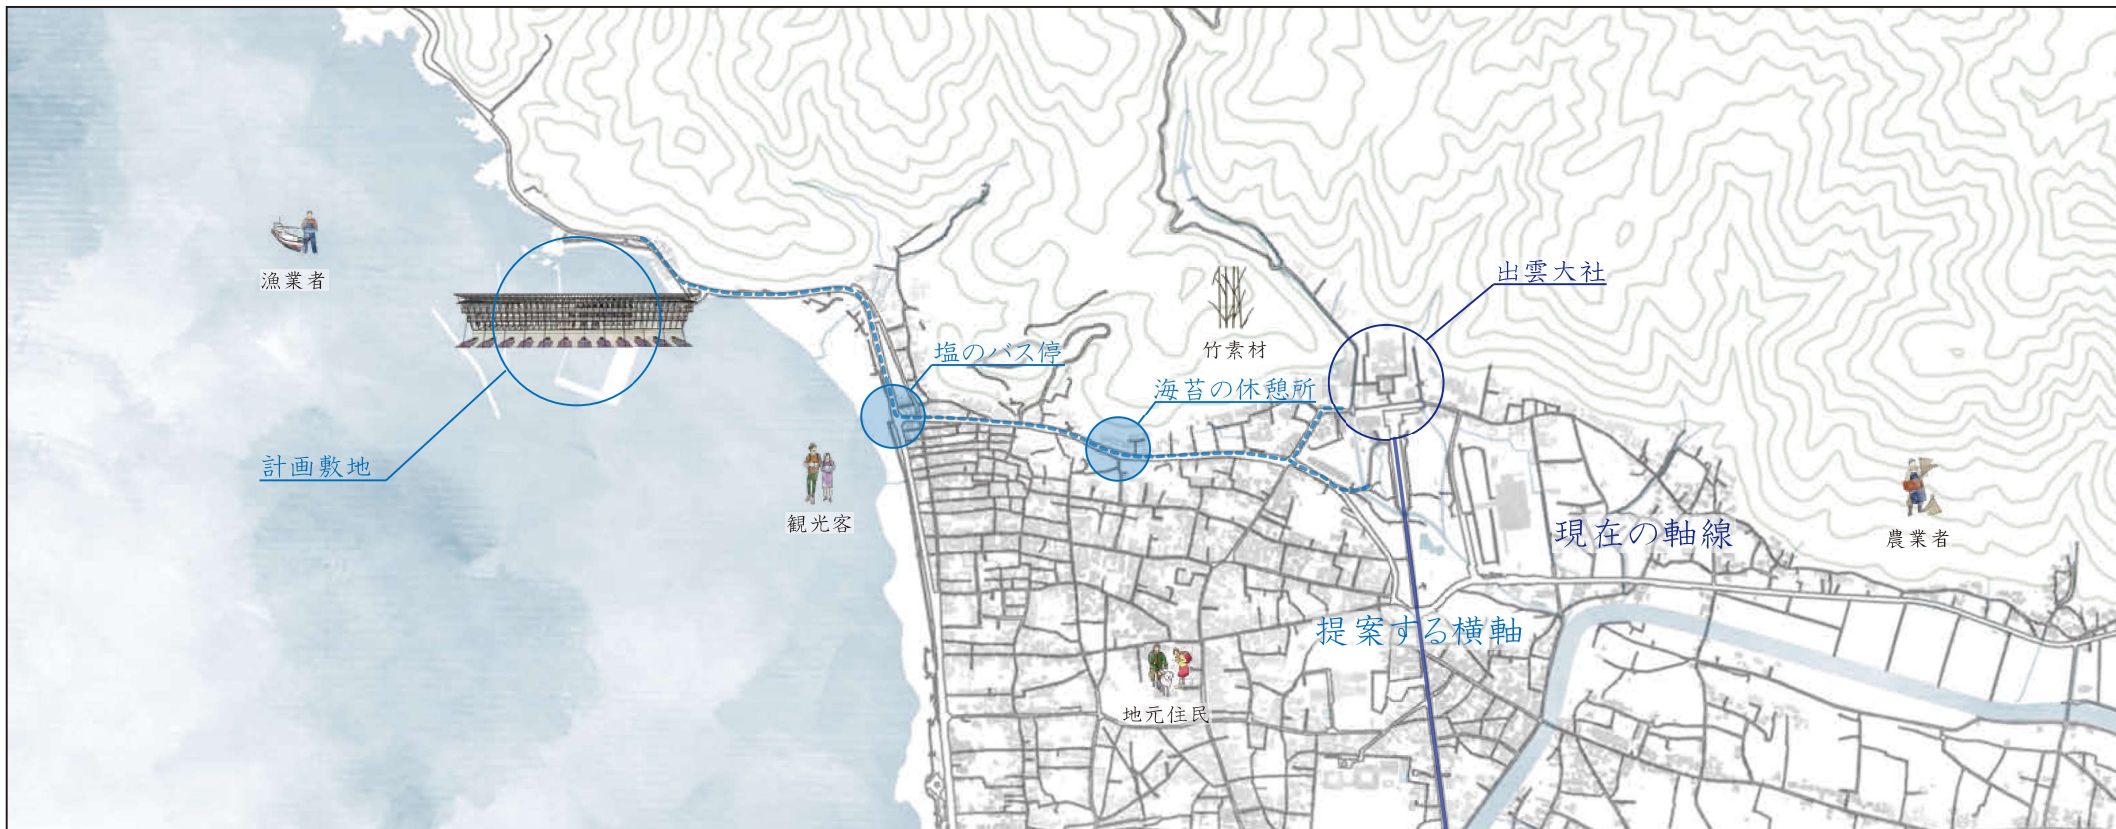 漁業者
出雲大社
塩のバス停
竹素材
海苔の休憩所
計画敷地
観光客
現在の軸線
農業者
提案する横軸
地元住民